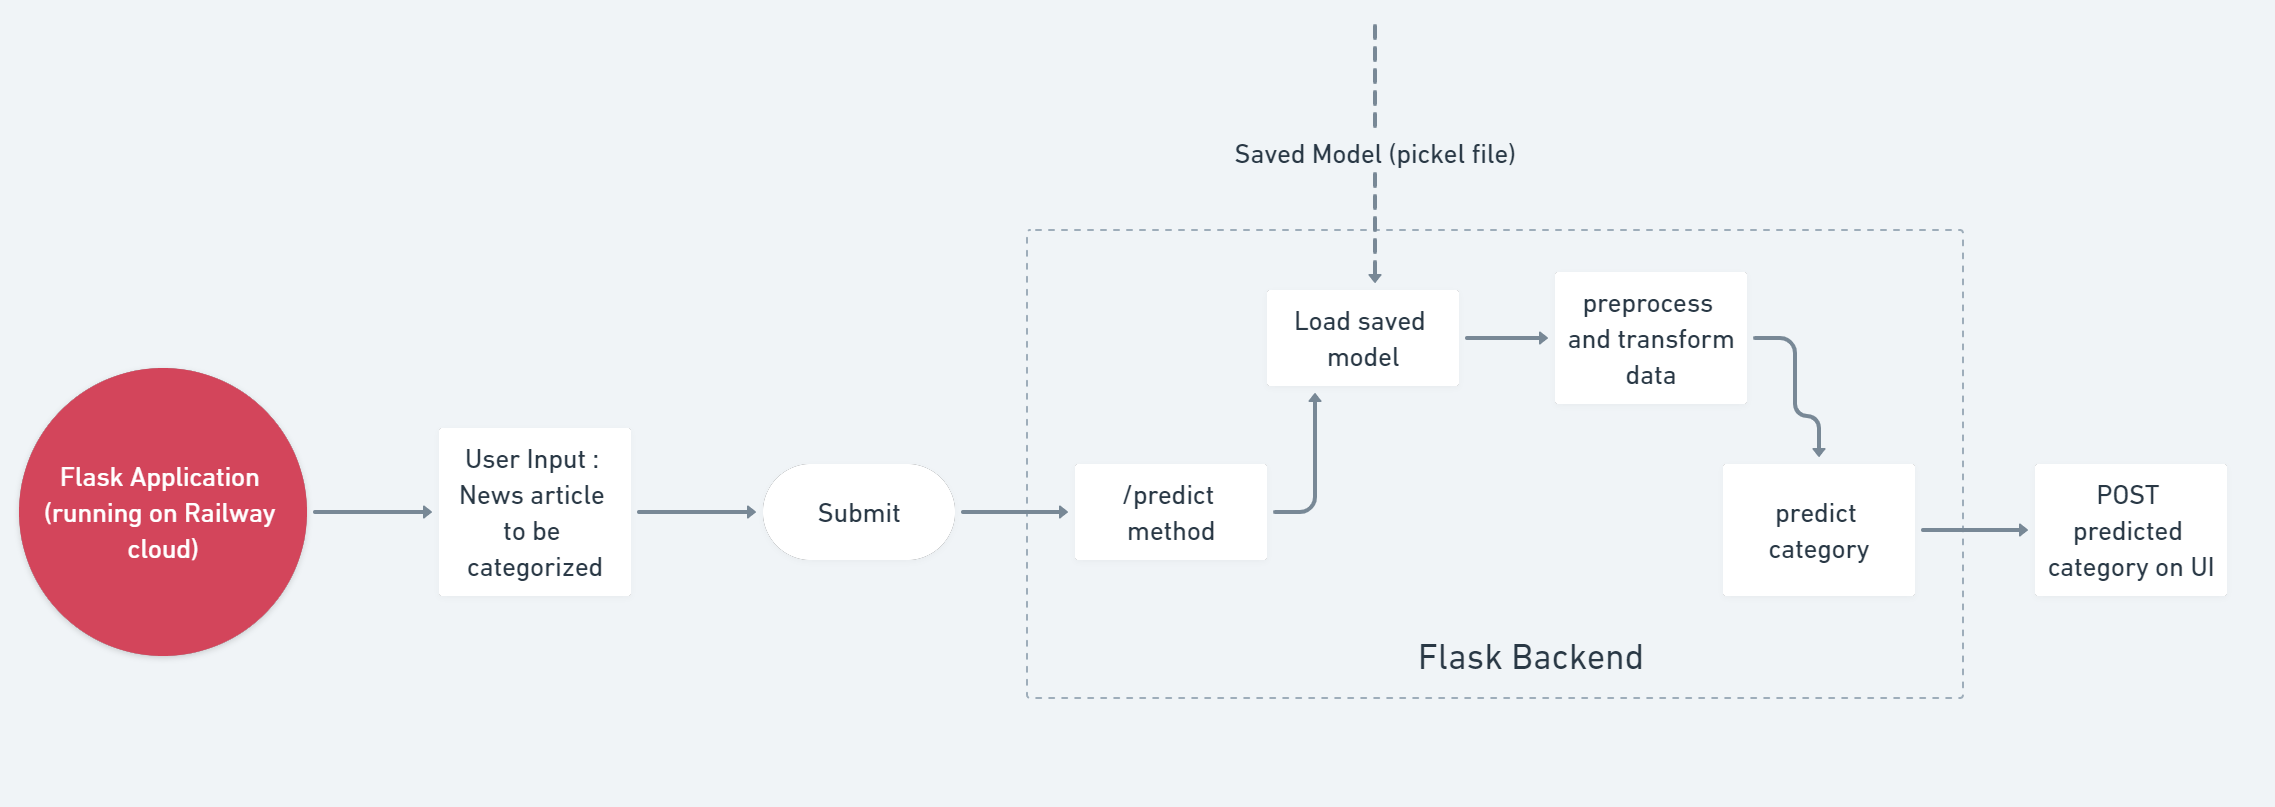 Saved Model (pickel file)
Flask Application
(running on Railway
cloud)
User Input :
News article
to be
categorized
Submit
/predict
method
Load saved
model
preprocess
and transform
data
predict
category
POST
predicted
category on UI
Flask Backend